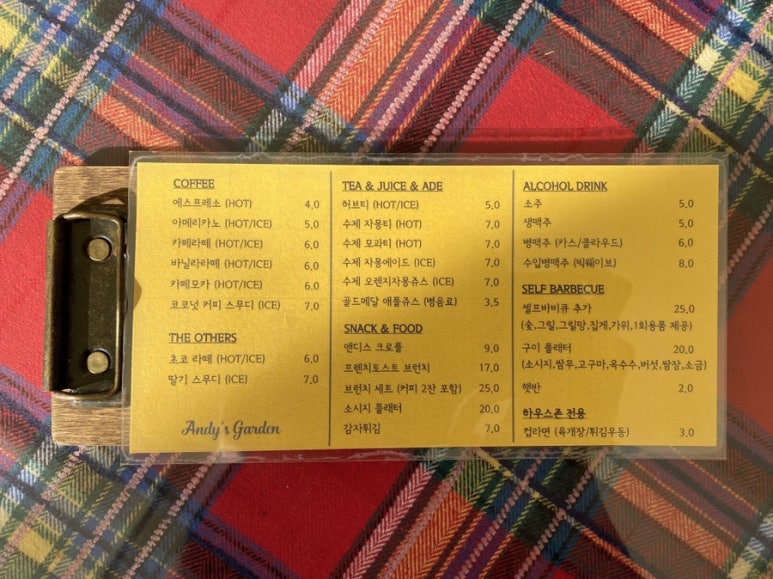 COFFEE
에스프레소 (HOT) 4.0
아메리카노 (HOT/ICE) 5.0
카페라떼 (HOT/ICE) 6.0
바닐라라떼 (HOT/ICE) 6.0
카페모카 (HOT/ICE) 6.0
코코넛 커피 스무디 (ICE) 7.0
THE OTHERS
초코 라떼 (HOT/ICE) 6.0
딸기 스무디 (ICE) 7.0
Andy's Garden
TEA & JUICE & ADE
허브티 (HOT/ICE) 5.0
수제 자몽티 (HOT) 7.0
수제 모과티 (HOT) 7.0
수제 자몽에이드 (ICE) 7.0
수제 오렌지자몽쥬스 (ICE) 7.0
골드메달 애플쥬스 (병음료) 3.5
SNACK & FOOD
앤디스 크로플 9.0
프렌치토스트 브런치 17.0
브런치 세트 (커피 2잔 포함) 25.0
소시지 플래터 20.0
감자튀김 7.0
ALCOHOL DRINK
소주 5.0
생맥주 5.0
병맥주 (카스/클라우드) 6.0
수입병맥주 (빅웨이브) 8.0
SELF BARBECUE
셀프바비큐 추가 25.0
(숯,그릴,그릴망,집게,가위,1회용품 제공)
구이 플래터 20.0
(소시지,쌈무,고구마,옥수수,버섯,쌈장,소금)
햇반 2.0
하우스존 전용
컵라면 (육개장/튀김우동) 3.0